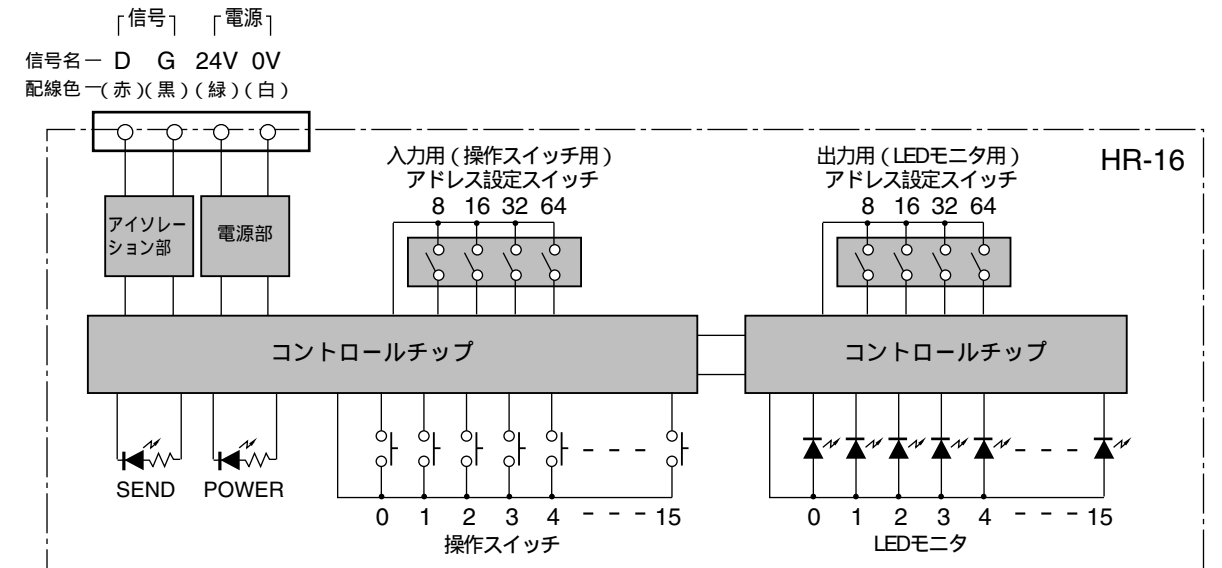 信号 電源
信号名 D G 24V 0V
配線色 (赤)(黒)(緑)(白)
HR-16
アイソレー
ション部
電源部
入力用(操作スイッチ用)
アドレス設定スイッチ
8 16 32 64
出力用(LEDモニタ用)
アドレス設定スイッチ
8 16 32 64
コントロールチップ
コントロールチップ
SEND POWER
0 1 2 3 4 - - - 15
操作スイッチ
0 1 2 3 4 - - - 15
LEDモニタ